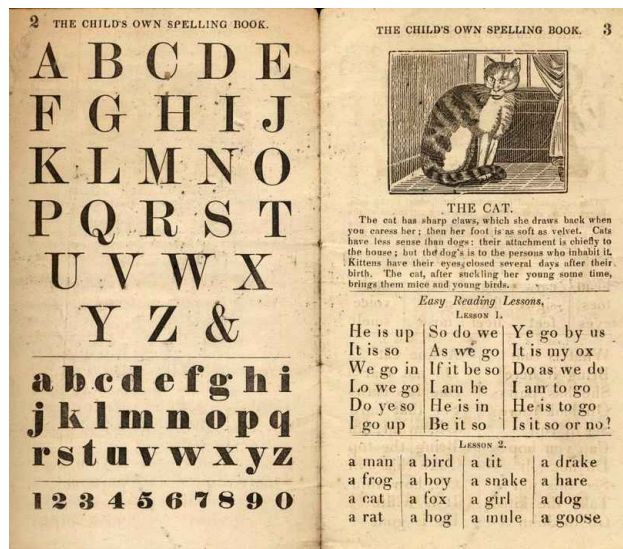 2 THE CHILD'S OWN SPELLING BOOK.
A B C D E
F G H I J
K L M N O
P Q R S T
U V W X
Y Z &
a b c d e f g h i
j k l m n o p q
r s t u v w x y z
1 2 3 4 5 6 7 8 9 0
THE CHILD'S OWN SPELLING BOOK. 3
THE CAT.
The cat has sharp claws, which she draws back when
you caress her; then her foot is as soft as velvet. Cats
have less sense than dogs: their attachment is chiefly to
the house; but the dog's is to the persons who inhabit it.
Kittens have their eyes closed several days after their
birth. The cat, after suckling her young some time,
brings them mice and young birds.
Easy Reading Lessons,
LESSON 1.
He is up | So do we | Ye go by us
It is so | As we go | It is my ox
We go in | If it be so | Do as we do
Lo we go | I am he | I am to go
Do ye so | He is in | He is to go
I go up | Be it so | Is it so or no?
LESSON 2.
a man | a bird | a tit | a drake
a frog | a boy | a snake | a hare
a cat | a fox | a girl | a dog
a rat | a hog | a mule | a goose